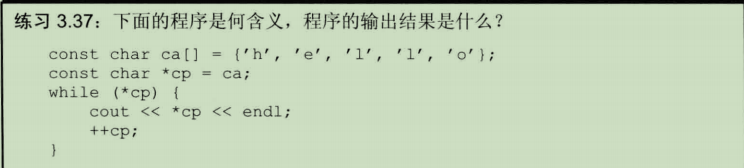 练习 3.37：下面的程序是何含义，程序的输出结果是什么？
const char ca[] = {'h', 'e', 'l', 'l', 'o'};
const char *cp = ca;
while (*cp) {
    cout << *cp << endl;
    ++cp;
}